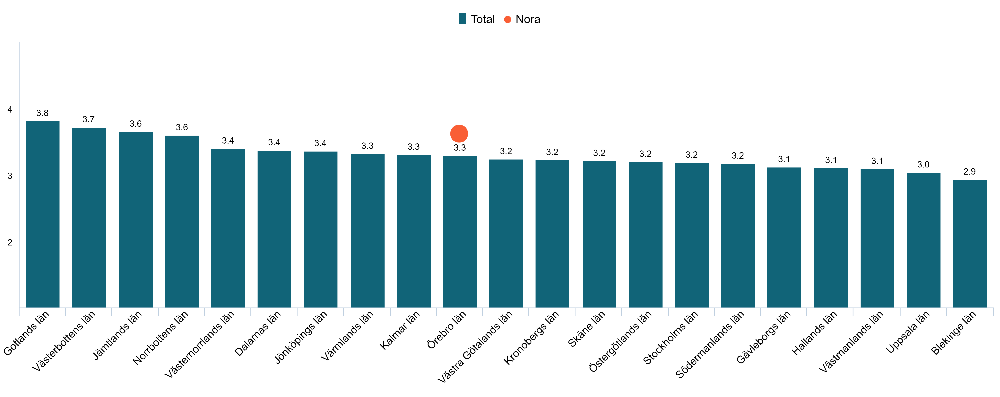 Total Nora
4
3
2
3.8 3.7 3.6 3.6 3.4 3.4 3.4 3.3 3.3 3.3 3.2 3.2 3.2 3.2 3.2 3.2 3.1 3.1 3.1 3.0 2.9
Gotlands län
Västerbottens län
Jämtlands län
Norrbottens län
Västernorrlands län
Dalarnas län
Jönköpings län
Värmlands län
Kalmar län
Örebro län
Västra Götalands län
Kronobergs län
Skåne län
Östergötlands län
Stockholms län
Södermanlands län
Gävleborgs län
Hallands län
Västmanlands län
Uppsala län
Blekinge län